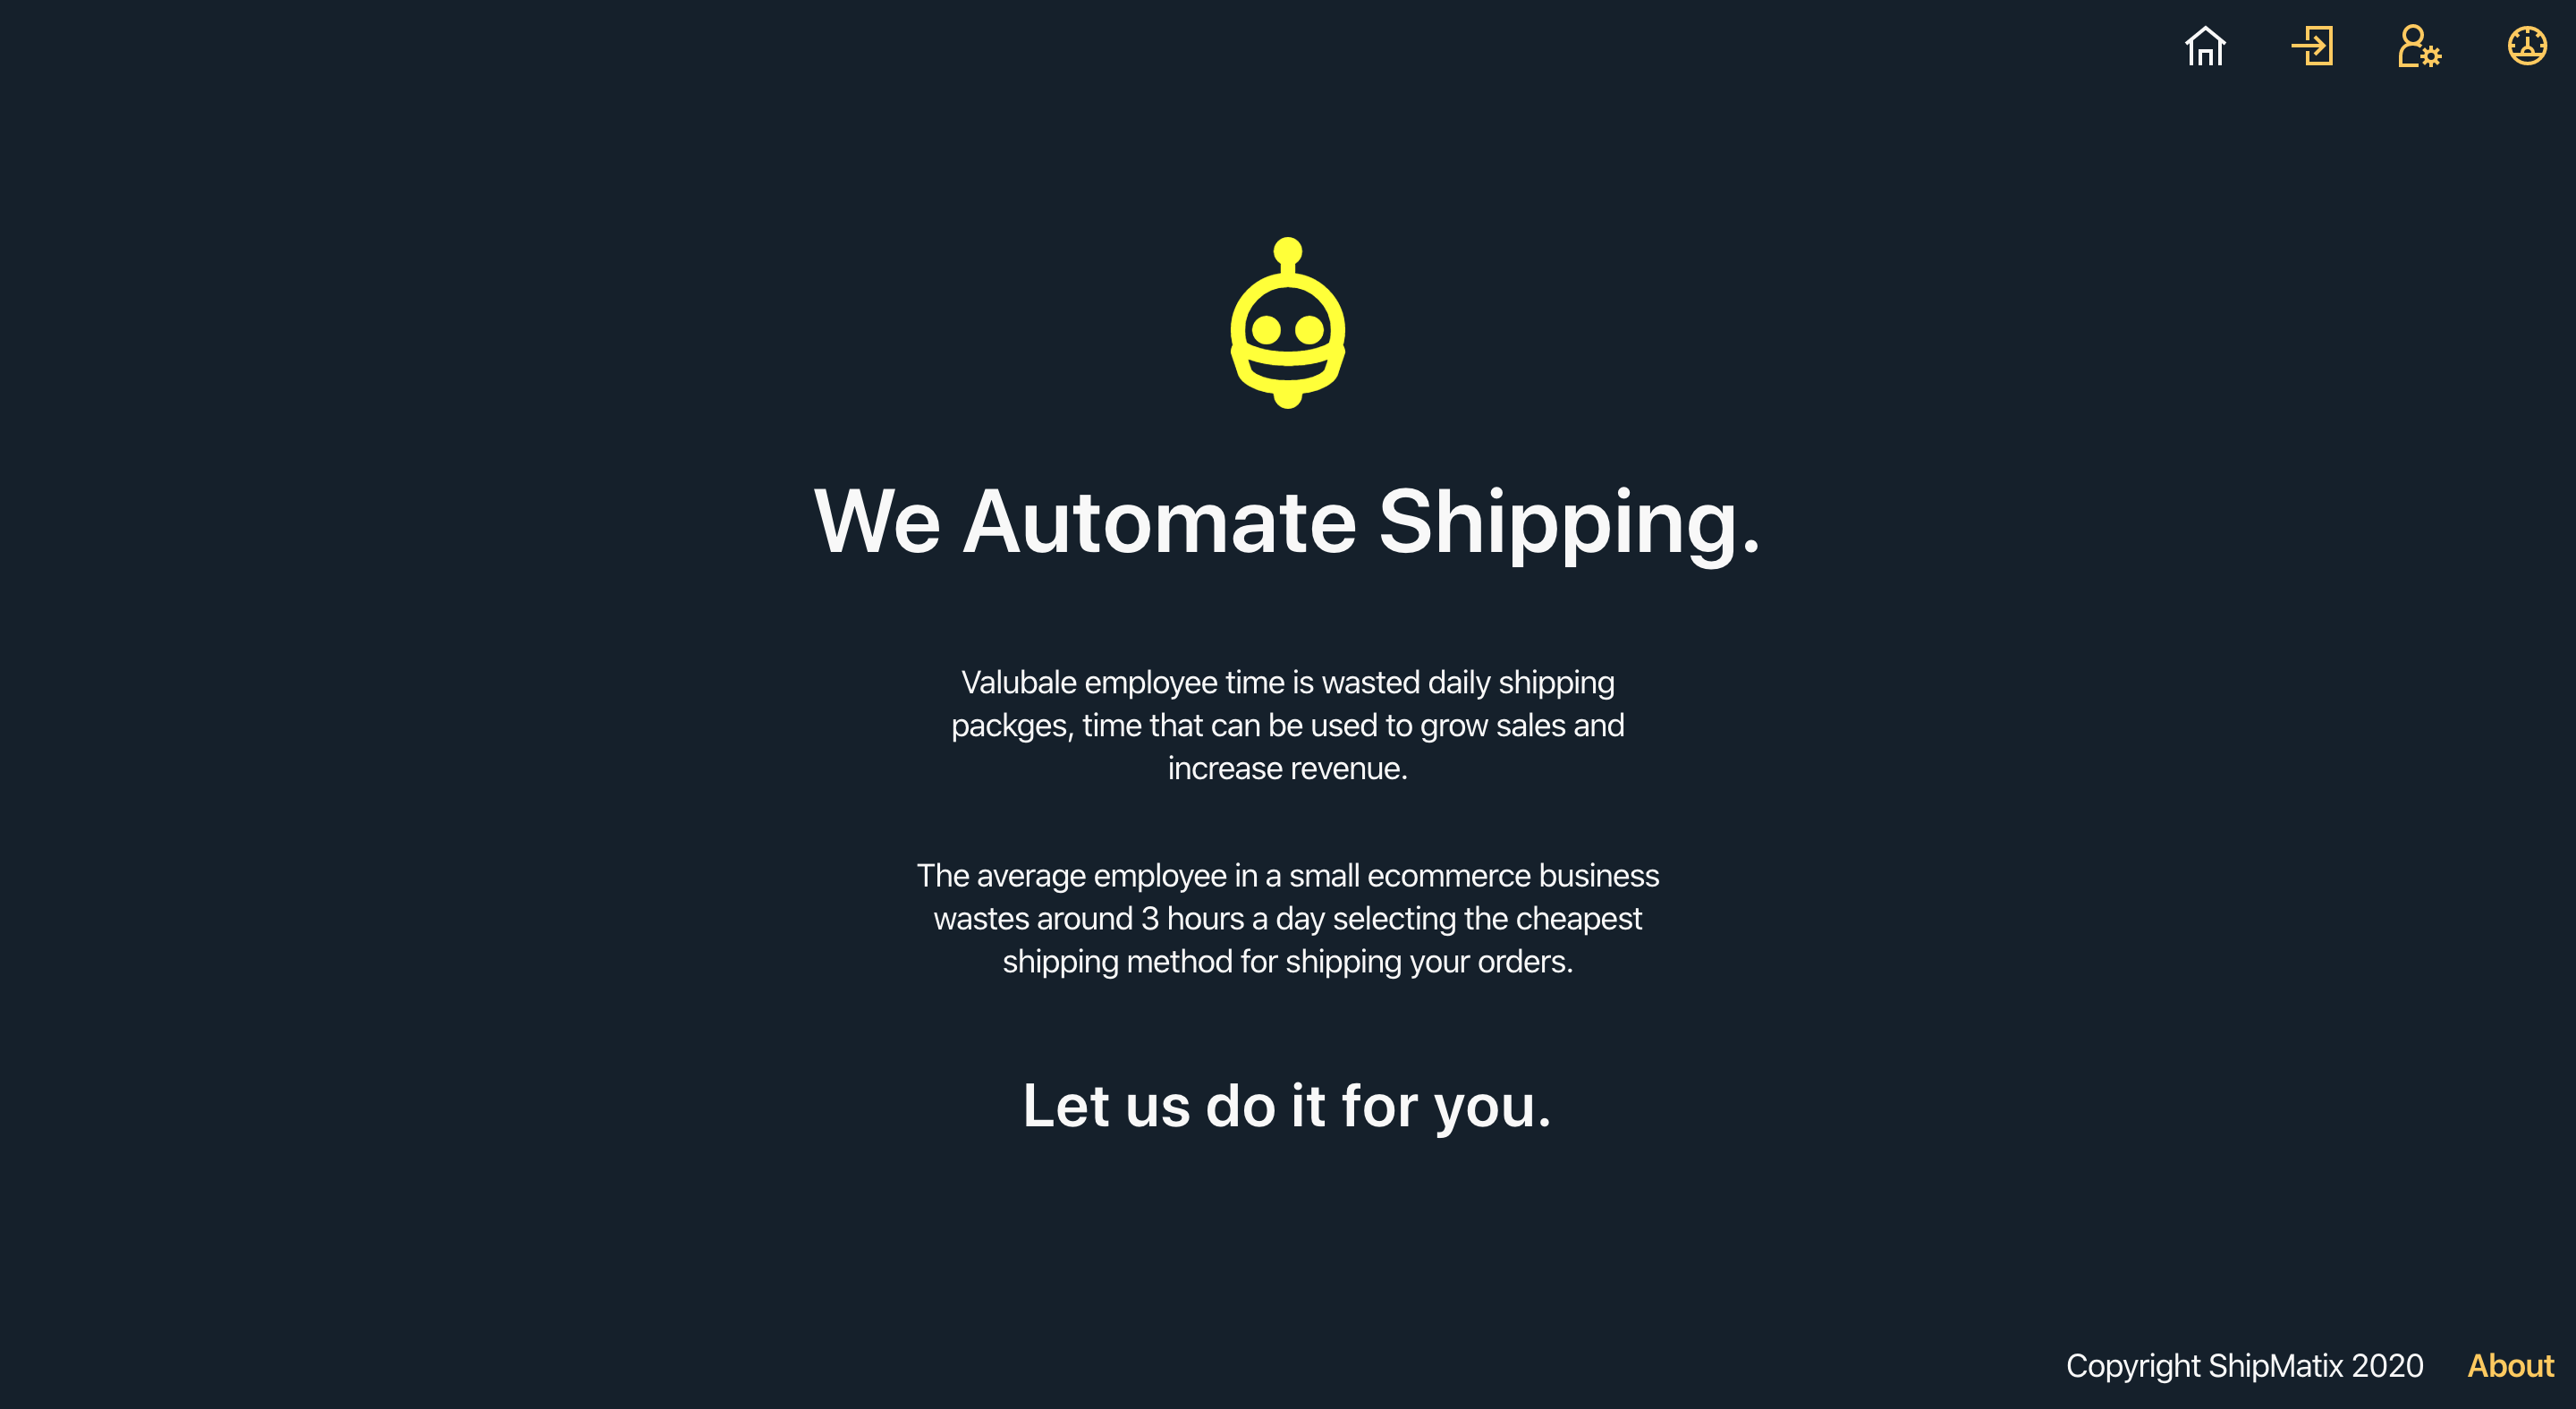 We Automate Shipping.
Valubale employee time is wasted daily shipping
packges, time that can be used to grow sales and
increase revenue.
The average employee in a small ecommerce business
wastes around 3 hours a day selecting the cheapest
shipping method for shipping your orders.
Let us do it for you.
Copyright ShipMatix 2020 About